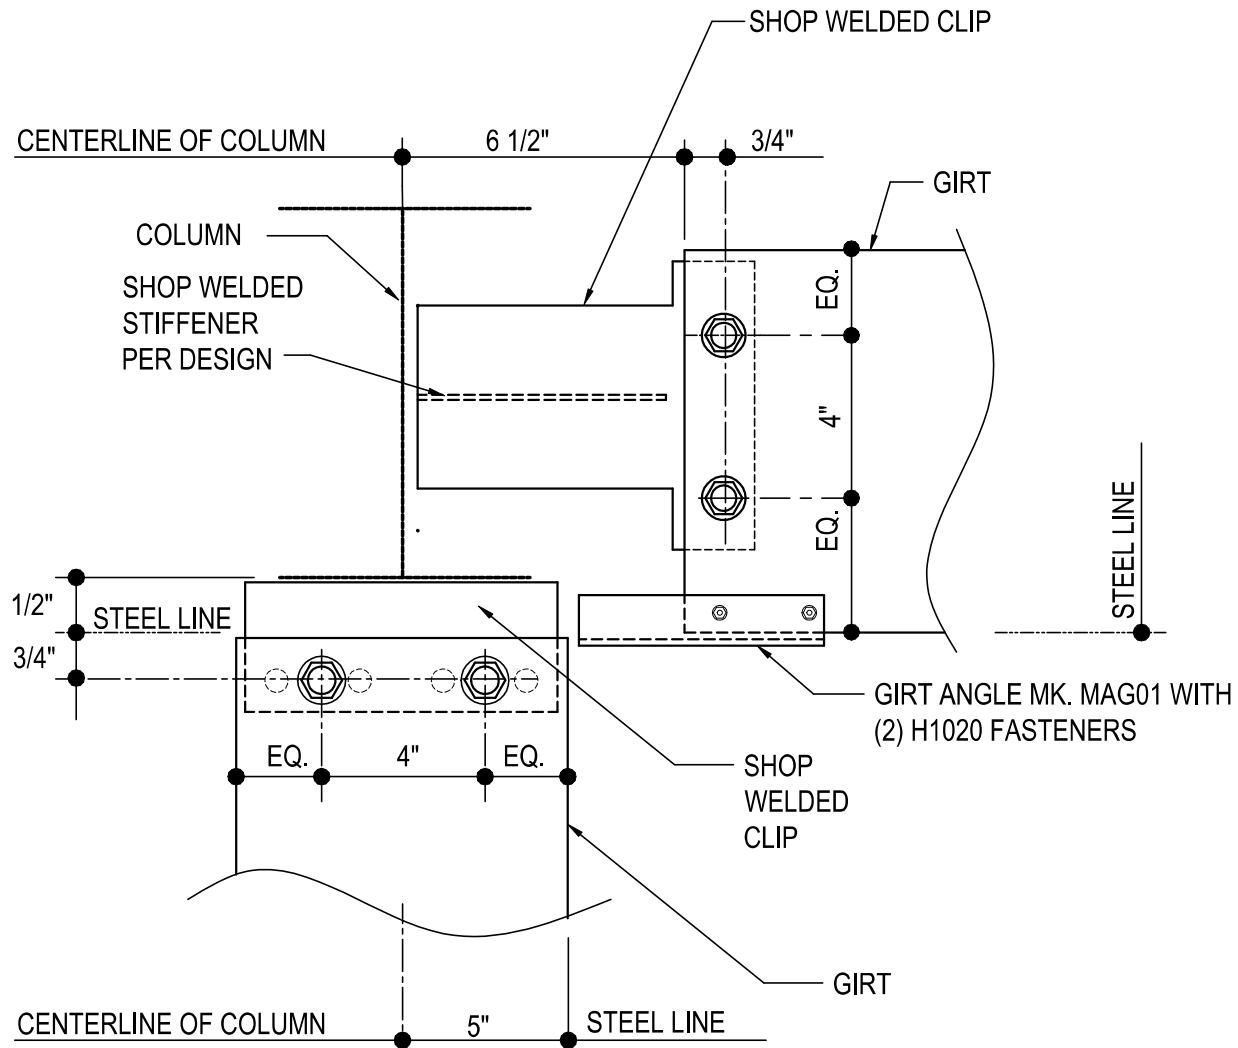 SHOP WELDED CLIP
CENTERLINE OF COLUMN
6 1/2"
3/4"
GIRT
COLUMN
SHOP WELDED
STIFFENER
PER DESIGN
EQ.
4"
EQ.
STEEL LINE
1/2"
STEEL LINE
3/4"
GIRT ANGLE MK. MAG01 WITH
(2) H1020 FASTENERS
EQ.
4"
EQ.
SHOP
WELDED
CLIP
GIRT
CENTERLINE OF COLUMN
5"
STEEL LINE